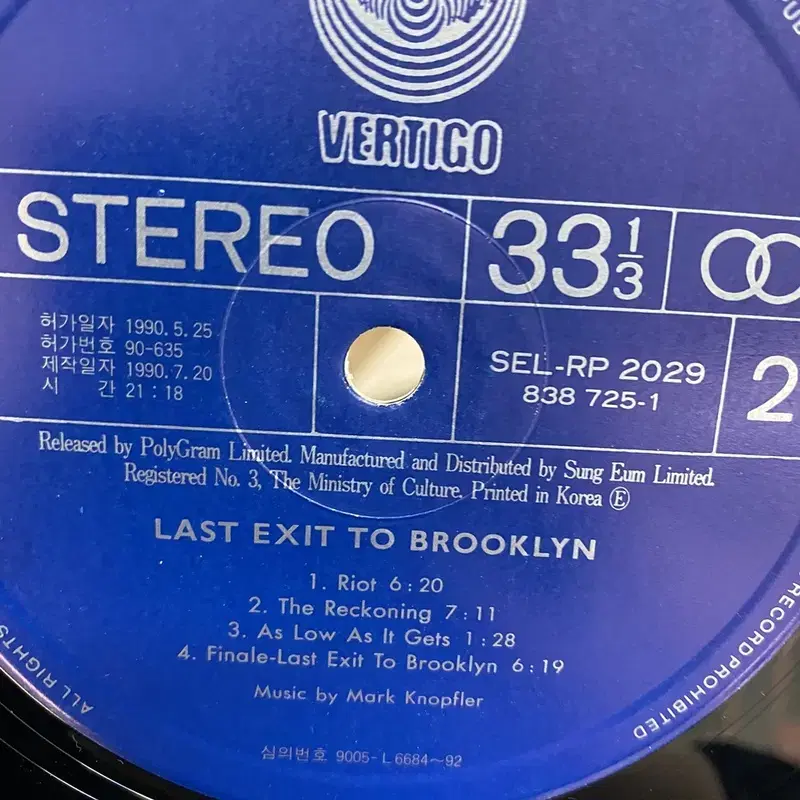 VERTIGO
STEREO
33 1/3
허가일자 1990.5.25
허가번호 90-635
제작일자 1990.7.20
시 간 21:18
SEL-RP 2029
838 725-1
2
Released by PolyGram Limited. Manufactured and Distributed by Sung Eum Limited.
Registered No. 3, The Ministry of Culture. Printed in Korea Ⓔ
LAST EXIT TO BROOKLYN
1. Riot 6:20
2. The Reckoning 7:11
3. As Low As It Gets 1:28
4. Finale-Last Exit To Brooklyn 6:19
Music by Mark Knopfler
심의번호 9005-L6684~92
ALL RIGHTS
RECORD PROHIBITED